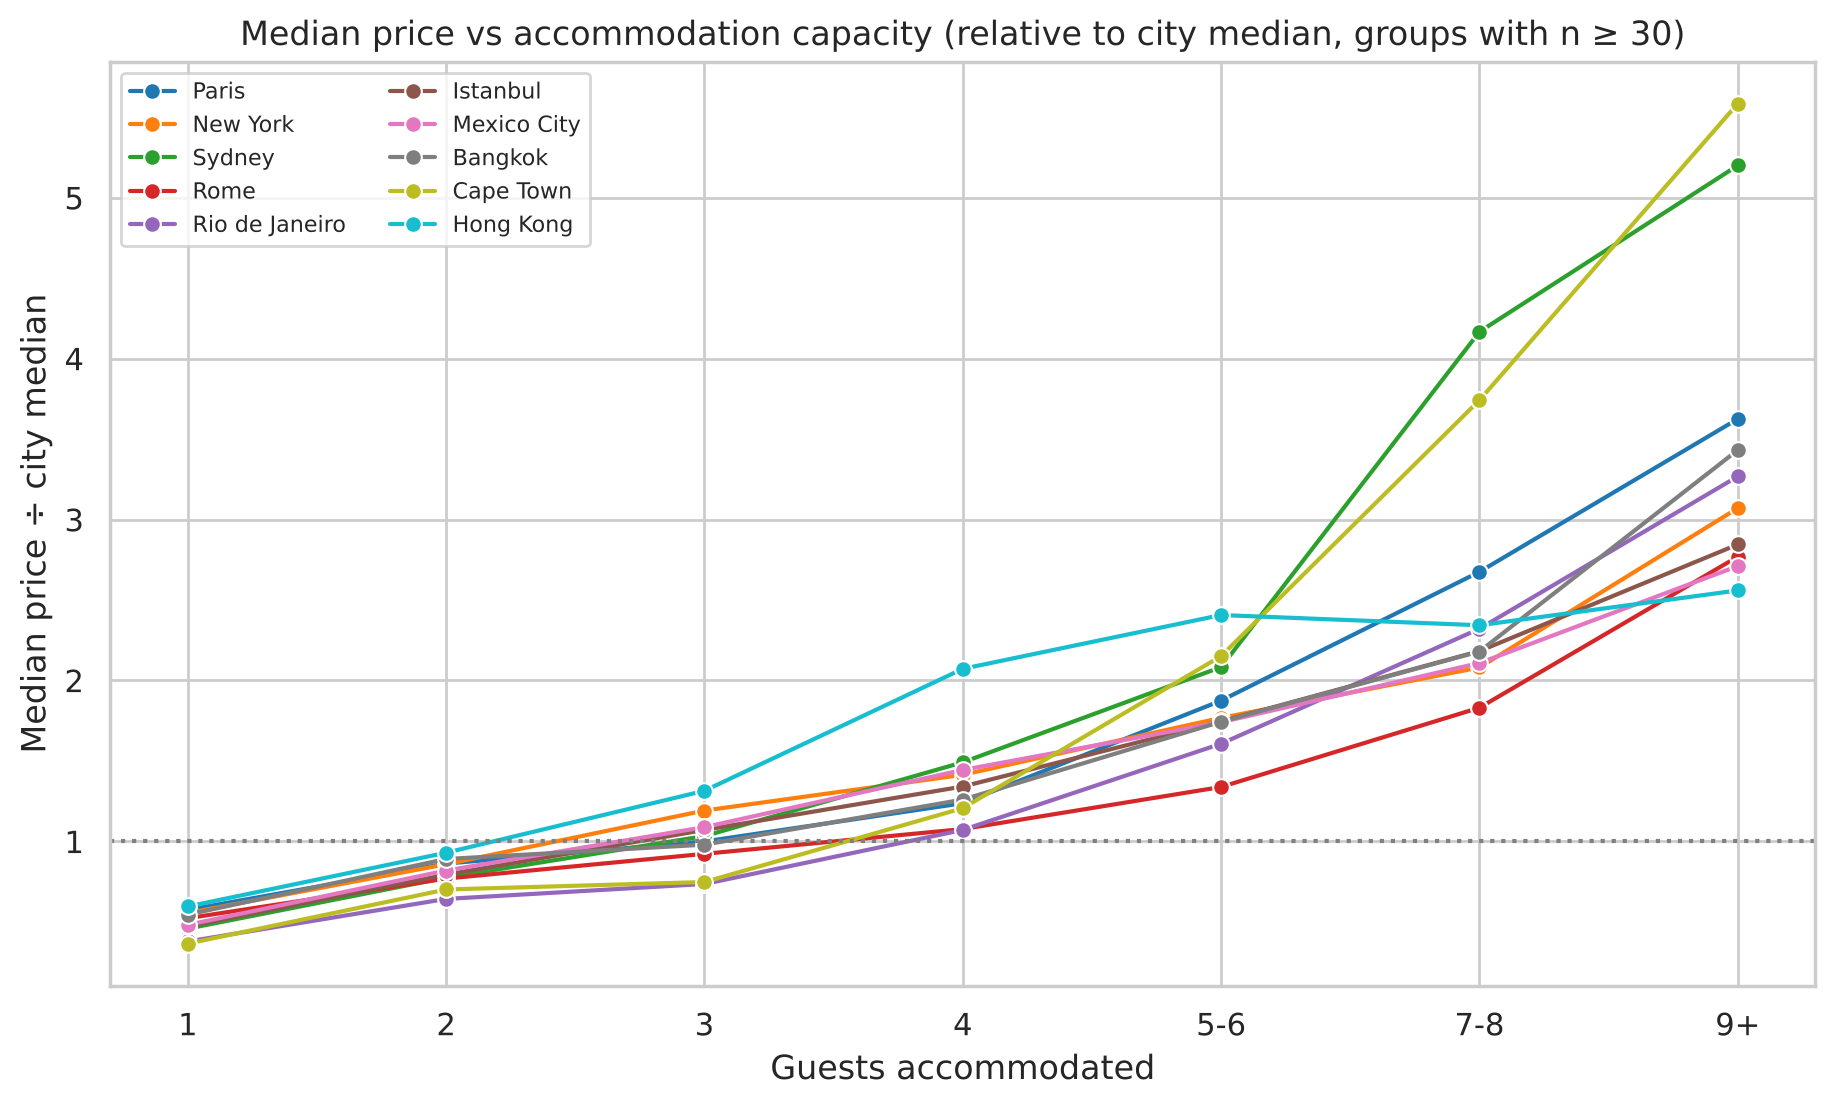 Median price vs accommodation capacity (relative to city median, groups with n ≥ 30)
Paris
New York
Sydney
Rome
Rio de Janeiro
Istanbul
Mexico City
Bangkok
Cape Town
Hong Kong
Median price ÷ city median
5
4
3
2
1
1 2 3 4 5-6 7-8 9+
Guests accommodated